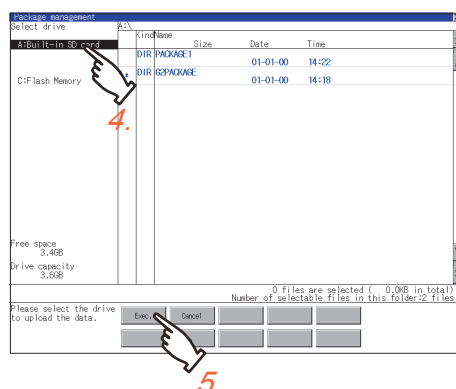 Package management
Select drive
A:\
Kind Name
Size Date Time
A:Built-in SD card
DIR PACKAGE1
01-01-00 14:22
DIR G2PACKAGE
01-01-00 14:18
C:Flash Memory
4.
Free space
3.4GB
Drive capacity
3.6GB
0 files are selected ( 0.0KB in total)
Number of selectable files in this folder:2 files
Please select the drive
to upload the data.
Exec. Cancel
5